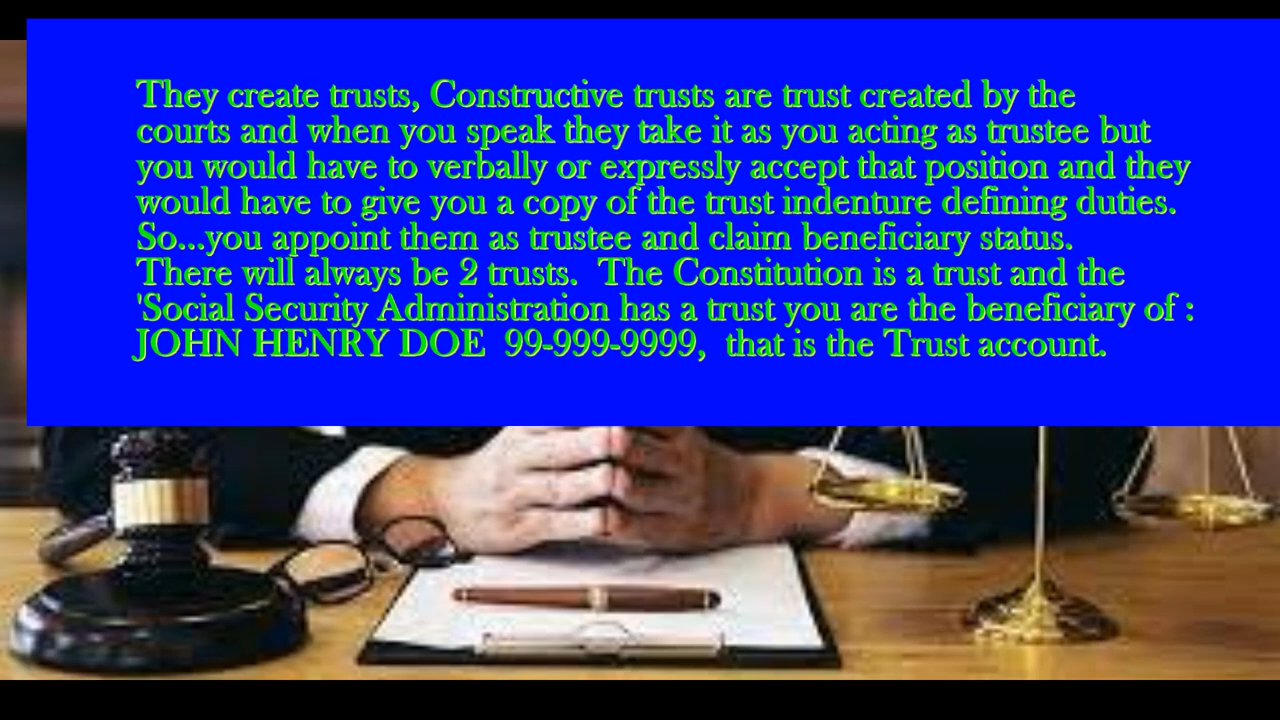 They create trusts, Constructive trusts are trust created by the
courts and when you speak they take it as you acting as trustee but
you would have to verbally or expressly accept that position and they
would have to give you a copy of the trust indenture defining duties.
So...you appoint them as trustee and claim beneficiary status.
There will always be 2 trusts.  The Constitution is a trust and the
'Social Security Administration has a trust you are the beneficiary of :
JOHN HENRY DOE  99-999-9999,  that is the Trust account.